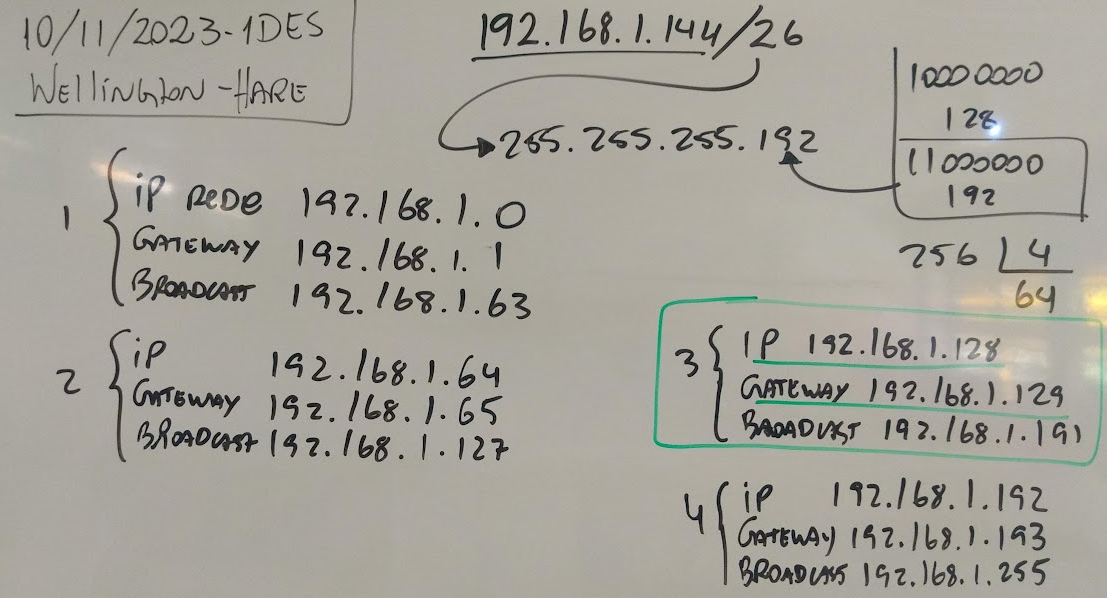 10/11/2023-1DES
WELLINGTON-HARE
192.168.1.144/26
255.255.255.192
10000000
128
11000000
192
256 4
64
1
iP REDE 192.168.1.0
GATEWAY 192.168.1.1
BROADCAST 192.168.1.63
2
iP 192.168.1.64
GATEWAY 192.168.1.65
BROADCAST 192.168.1.127
3
IP 192.168.1.128
GATEWAY 192.168.1.129
BROADCAST 192.168.1.191
4
iP 192.168.1.192
GATEWAY 192.168.1.193
BROADCAST 192.168.1.255